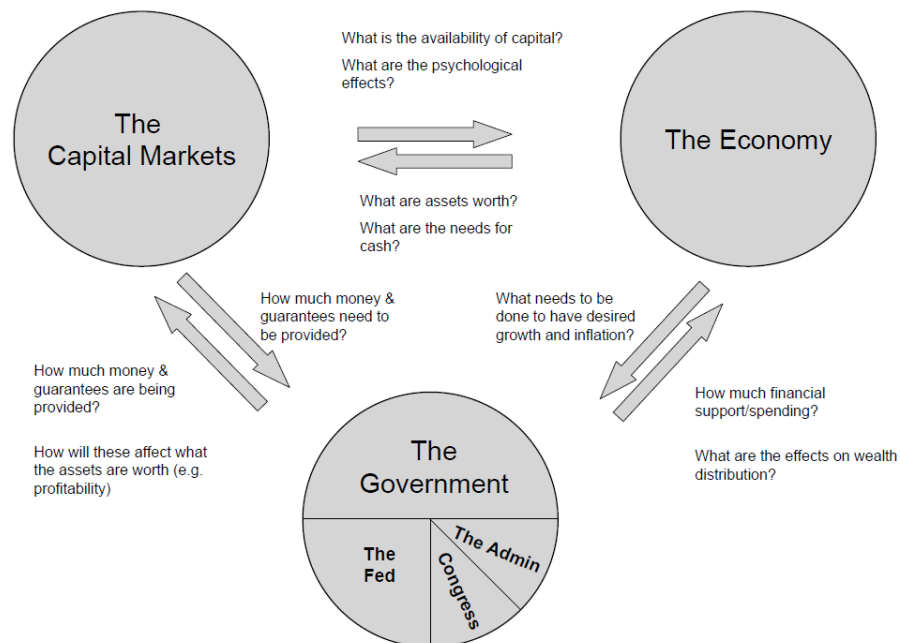 What is the availability of capital?
What are the psychological
effects?
The
Capital Markets
The Economy
What are assets worth?
What are the needs for
cash?
How much money &
guarantees need to
be provided?
What needs to be
done to have desired
growth and inflation?
How much money &
guarantees are being
provided?
How will these affect what
the assets are worth (e.g.
profitability)
How much financial
support/spending?
What are the effects on wealth
distribution?
The
Government
The
Fed
Congress
The Admin